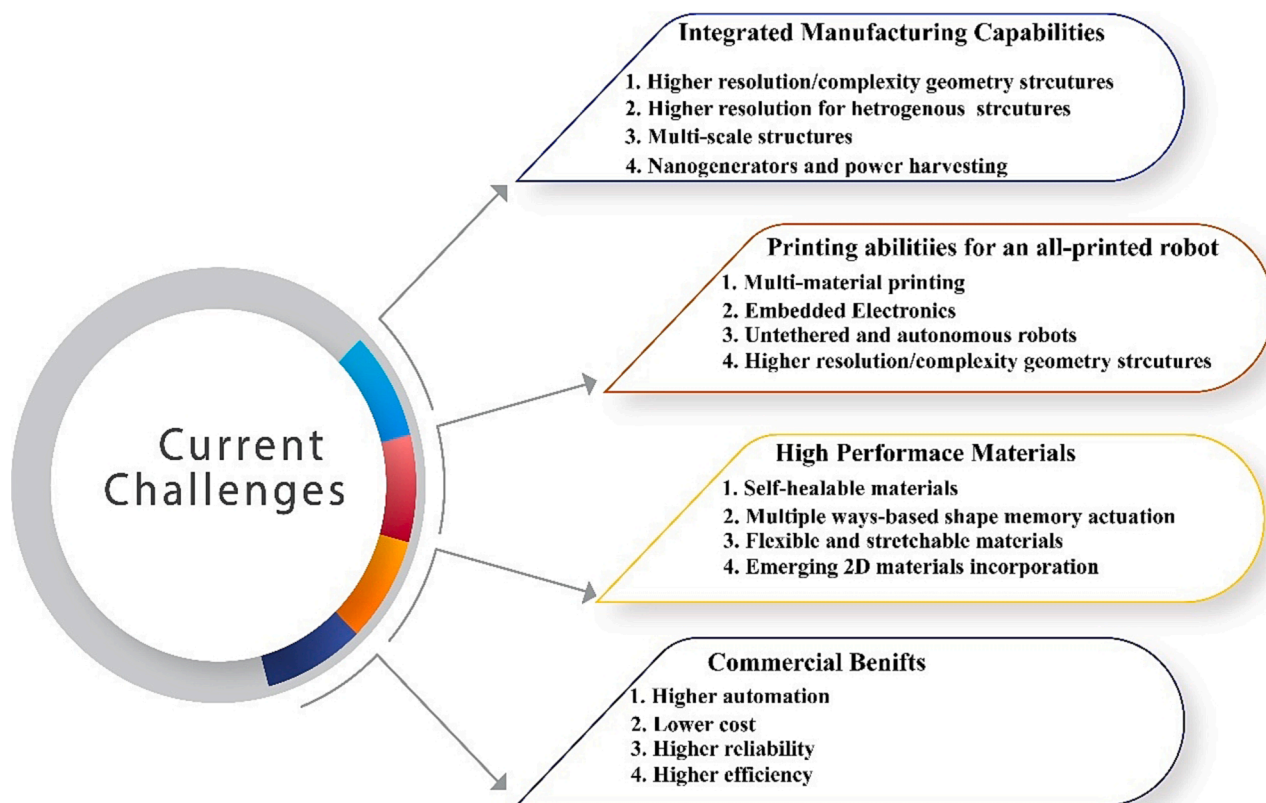 Integrated Manufacturing Capabilities
1. Higher resolution/complexity geometry strcutures
2. Higher resolution for hetrogenous strcutures
3. Multi-scale structures
4. Nanogenerators and power harvesting
Printing abilitiies for an all-printed robot
1. Multi-material printing
2. Embedded Electronics
3. Untethered and autonomous robots
4. Higher resolution/complexity geometry strcutures
Current
Challenges
High Performace Materials
1. Self-healable materials
2. Multiple ways-based shape memory actuation
3. Flexible and stretchable materials
4. Emerging 2D materials incorporation
Commercial Benifts
1. Higher automation
2. Lower cost
3. Higher reliability
4. Higher efficiency